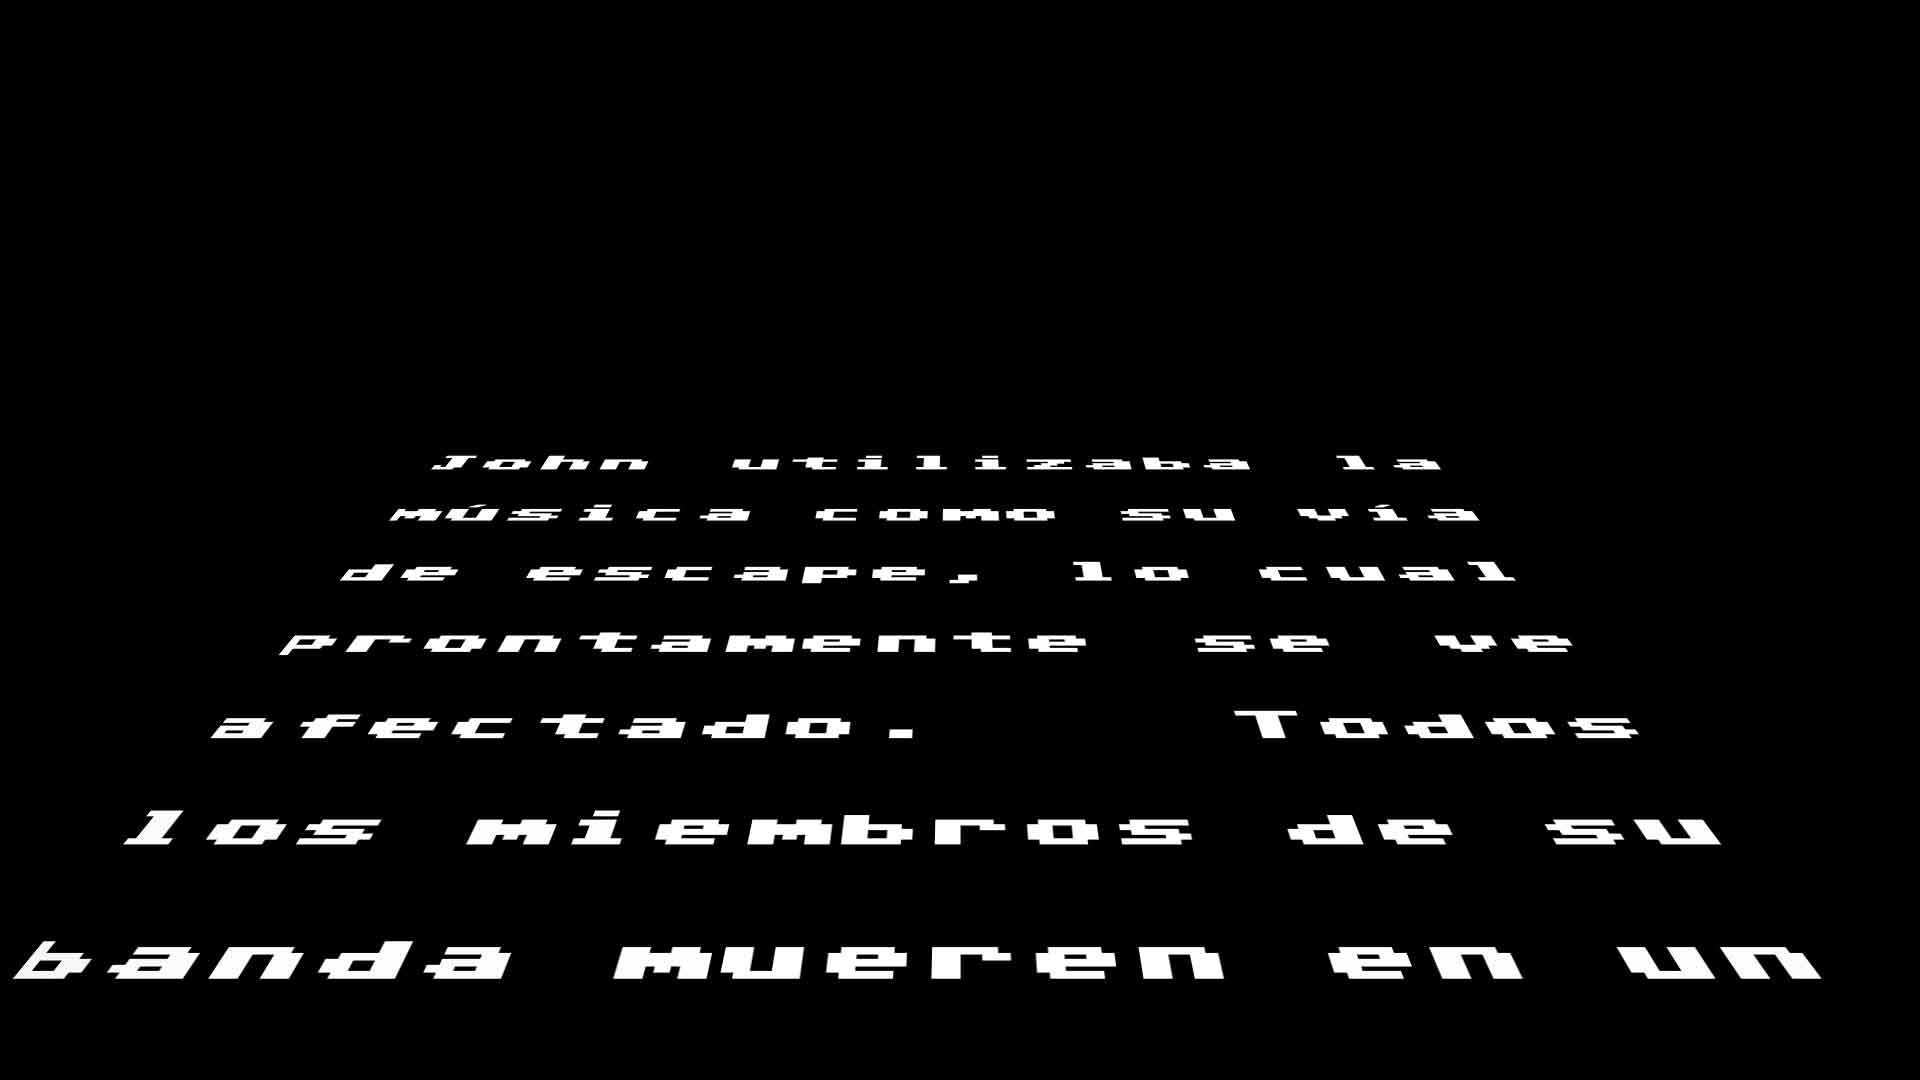 John utilizaba la
música como su vía
de escape, lo cual
prontamente se ve
afectado. Todos
los miembros de su
banda mueren en un